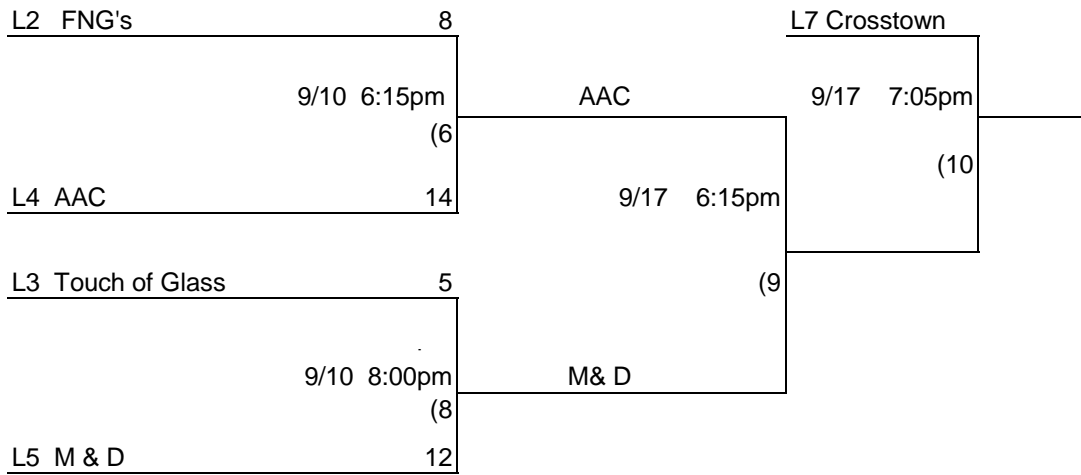 L2 FNG's 8 L7 Crosstown
9/10 6:15pm AAC 9/17 7:05pm
(6
(10
L4 AAC 14 9/17 6:15pm
L3 Touch of Glass 5 (9
9/10 8:00pm M& D
(8
L5 M & D 12